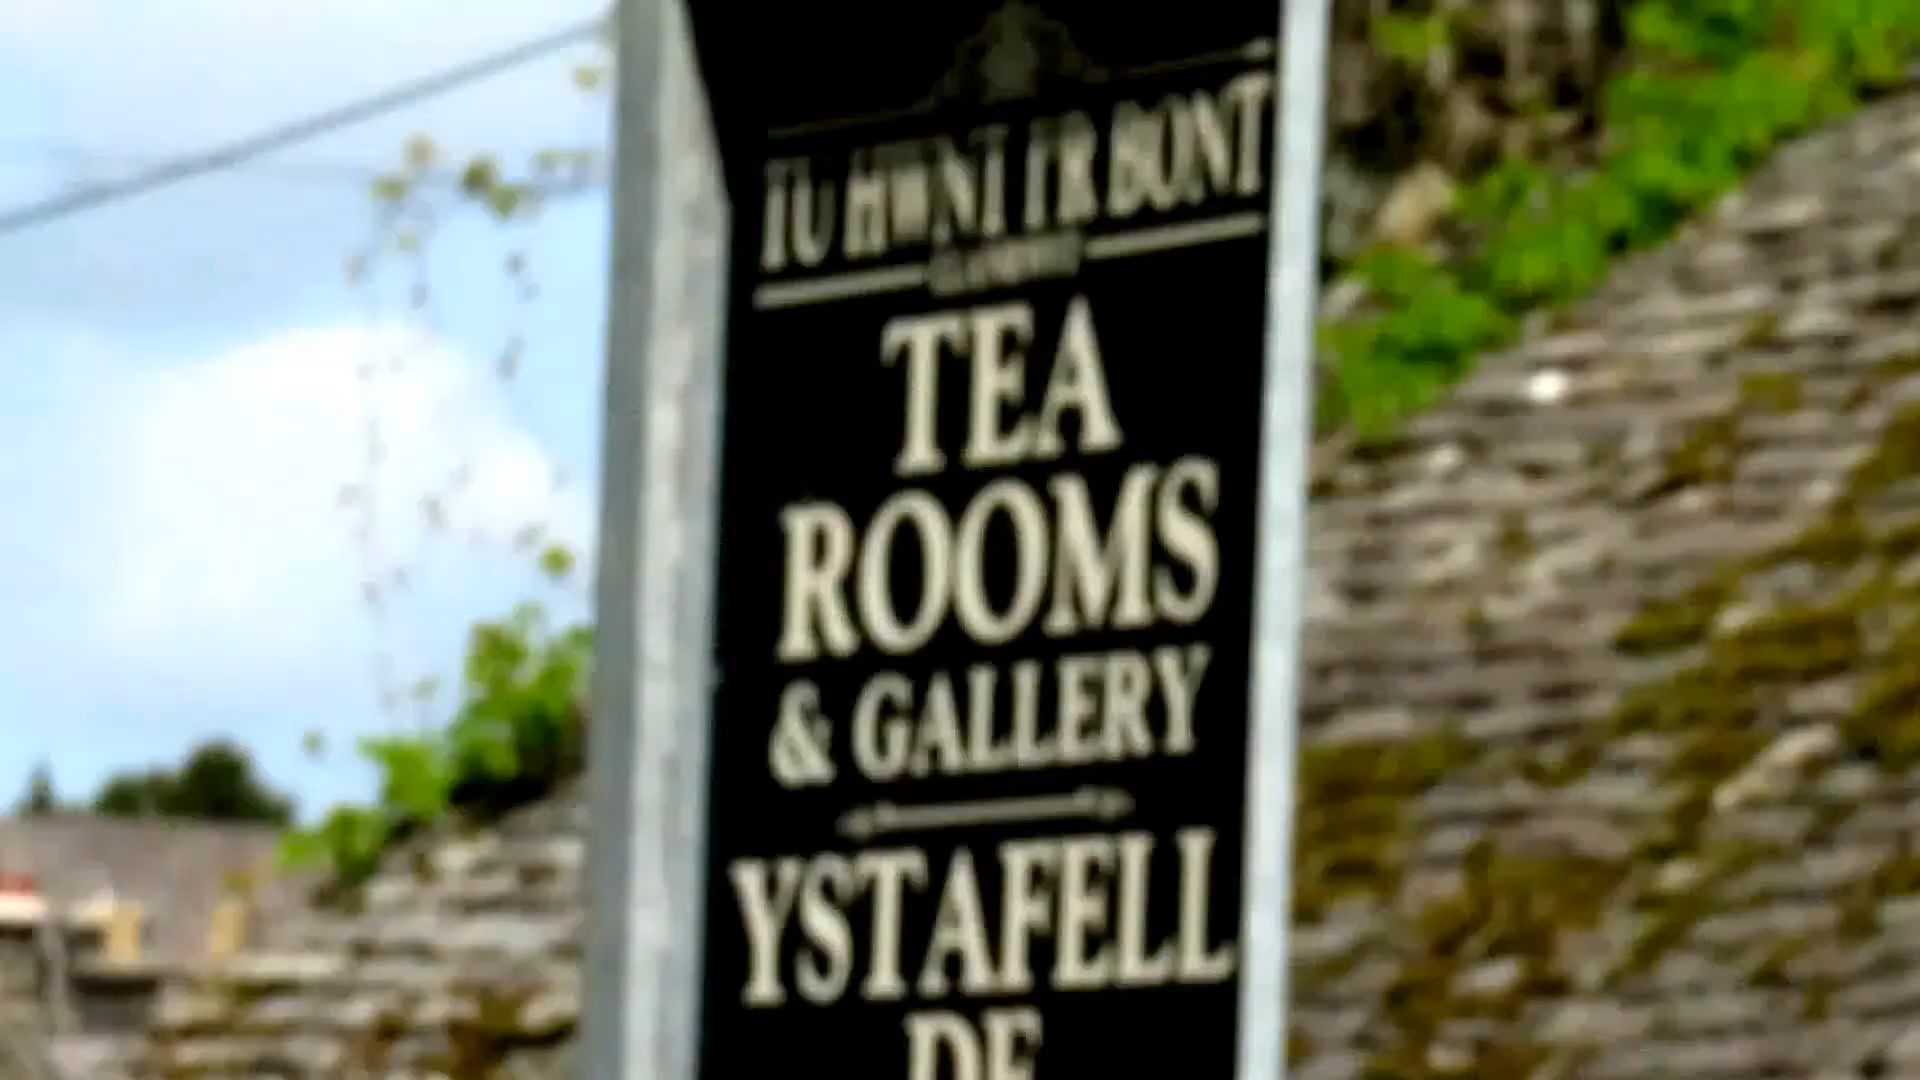 TU HWNT I'R BONT
TEA
ROOMS
& GALLERY
YSTAFELL
DE